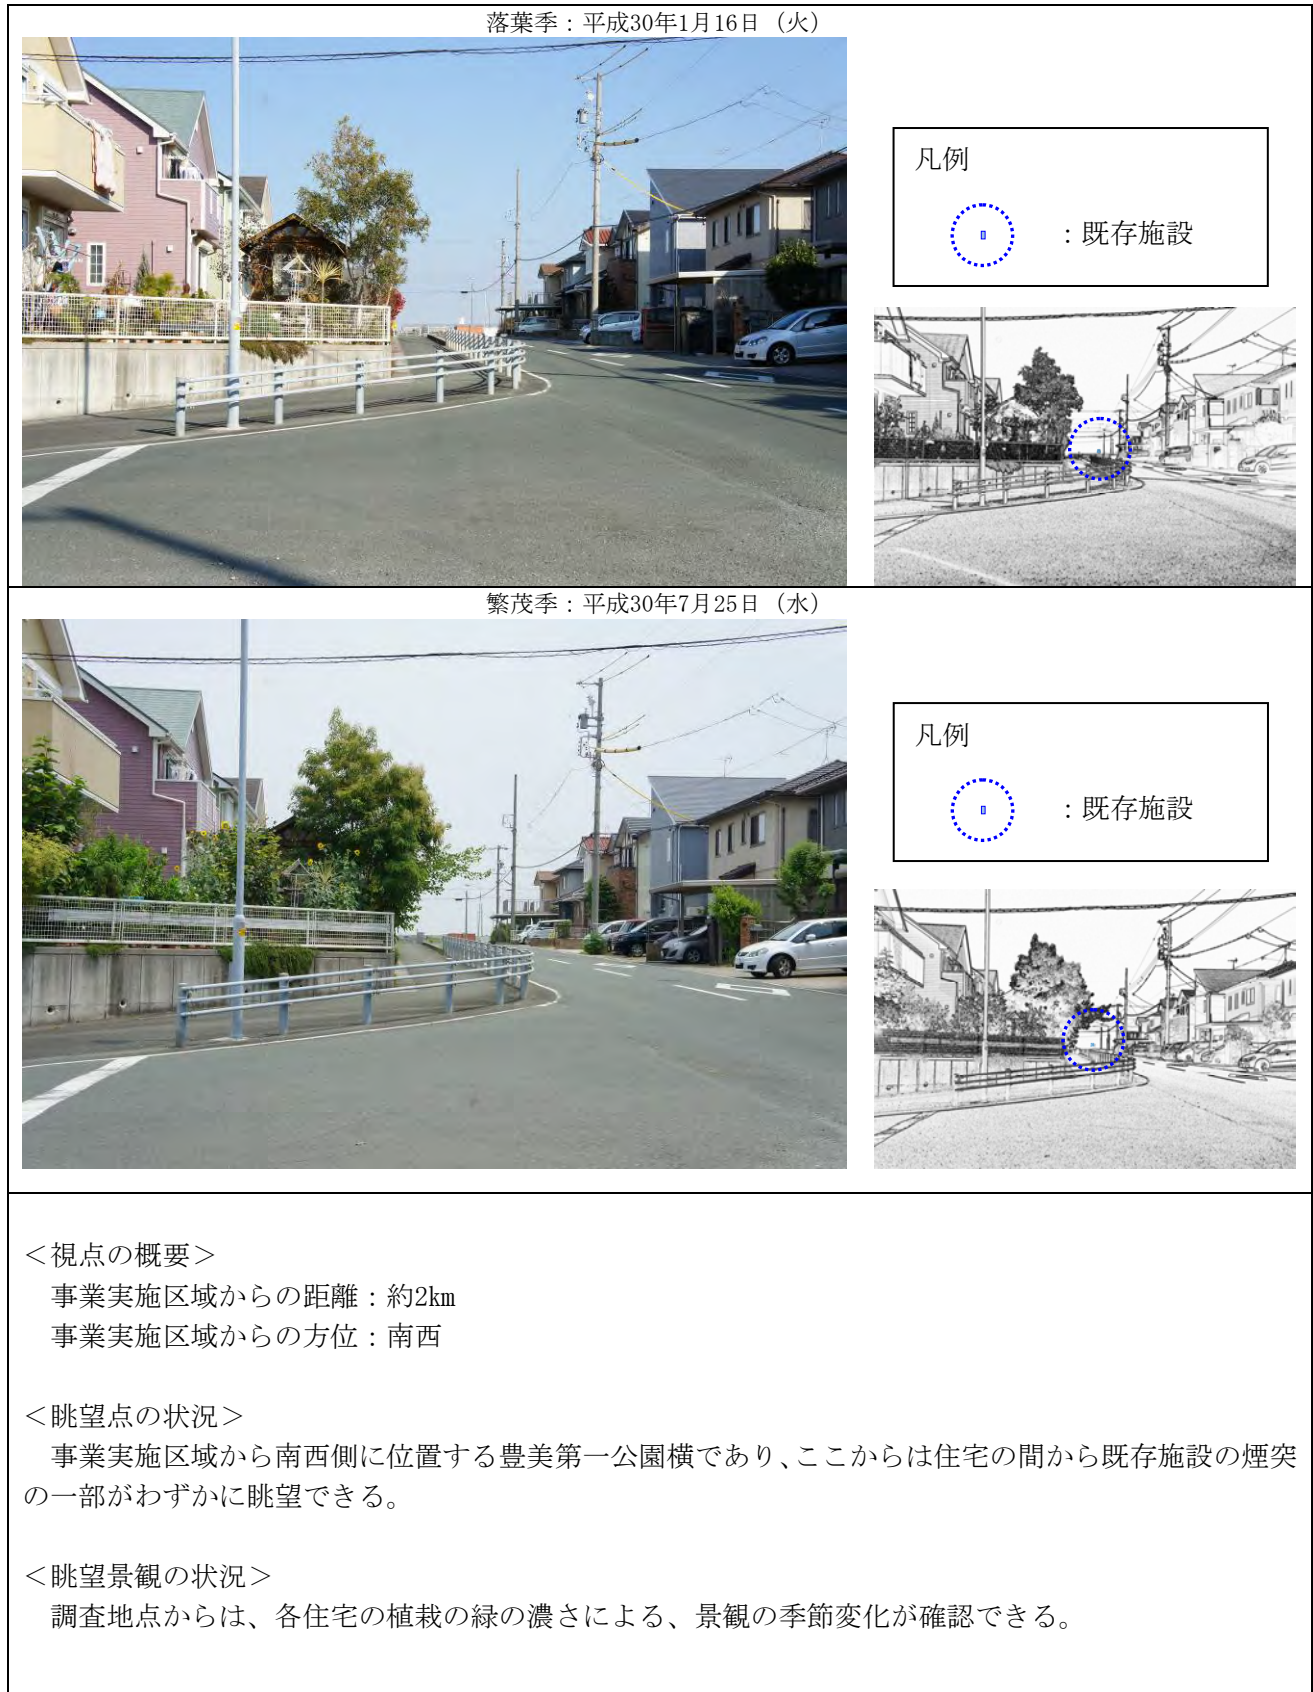 落葉季：平成30年1月16日（火）
凡例
：既存施設
繁茂季：平成30年7月25日（水）
凡例
：既存施設
＜視点の概要＞
事業実施区域からの距離：約2km
事業実施区域からの方位：南西
＜眺望点の状況＞
事業実施区域から南西側に位置する豊美第一公園横であり、ここからは住宅の間から既存施設の煙突
の一部がわずかに眺望できる。
＜眺望景観の状況＞
調査地点からは、各住宅の植栽の緑の濃さによる、景観の季節変化が確認できる。